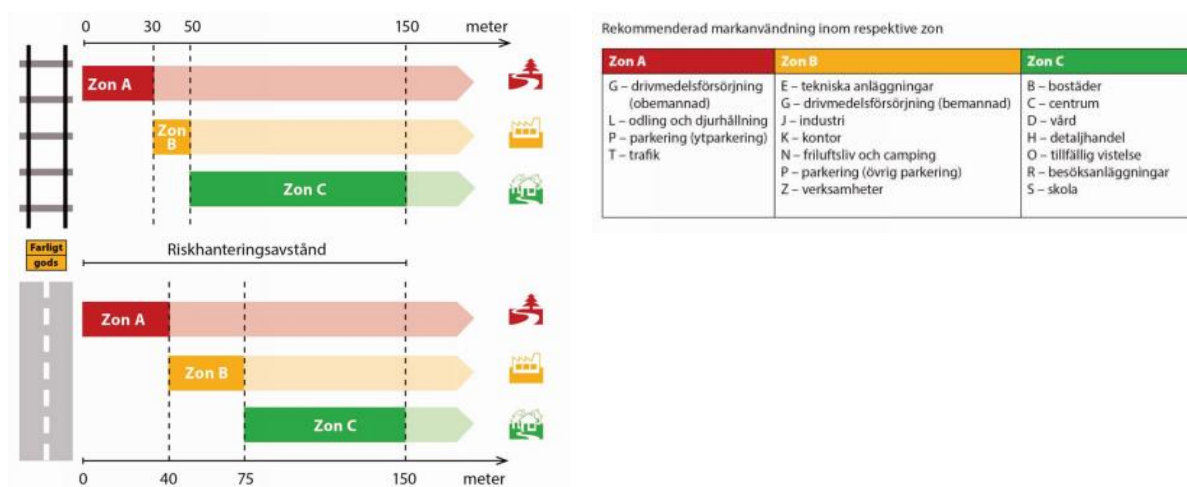 0 30 50 150 meter
Zon A
Zon
B
Zon C
Farligt
gods
Riskhanteringsavstånd
Zon A
Zon B
Zon C
0 40 75 150 meter
Rekommenderad markanvändning inom respektive zon
Zon A Zon B Zon C
G – drivmedelsförsörjning
(obemannad)
L – odling och djurhållning
P – parkering (ytparkering)
T – trafik
E – tekniska anläggningar
G – drivmedelsförsörjning (bemannad)
J – industri
K – kontor
N – friluftsliv och camping
P – parkering (övrig parkering)
Z – verksamheter
B – bostäder
C – centrum
D – vård
H – detaljhandel
O – tillfällig vistelse
R – besöksanläggningar
S – skola